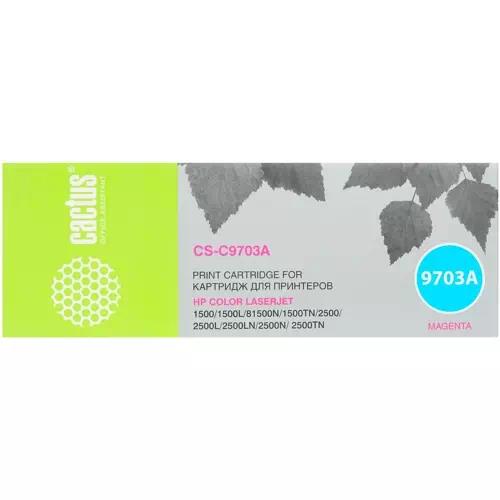 cactus®
OFFICE ASSISTANT
CS-C9703A
PRINT CARTRIDGE FOR
КАРТРИДЖ ДЛЯ ПРИНТЕРОВ
HP COLOR LASERJET
1500/1500L/81500N/1500TN/2500/
2500L/2500LN/2500N/ 2500TN
9703A
MAGENTA